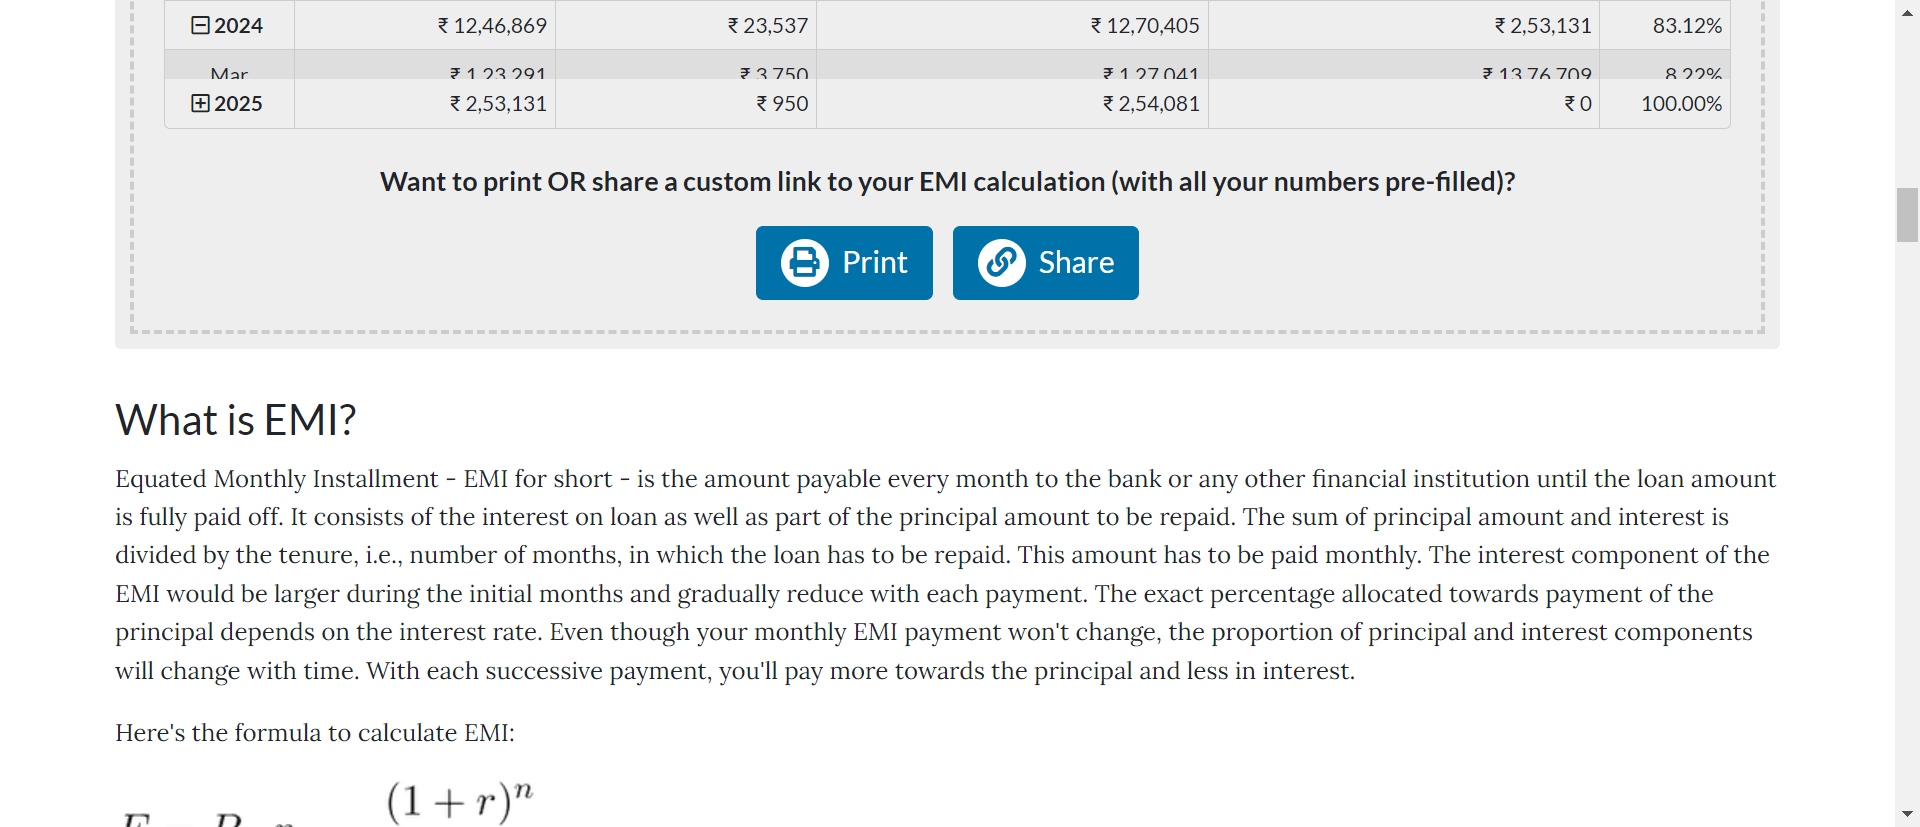 2024 ₹ 12,46,869 ₹ 23,537 ₹ 12,70,405 ₹ 2,53,131 83.12%
Mar ₹ 1,23,291 ₹ 3,750 ₹ 1,27,041 ₹ 13,76,709 8.22%
2025 ₹ 2,53,131 ₹ 950 ₹ 2,54,081 ₹ 0 100.00%
Want to print OR share a custom link to your EMI calculation (with all your numbers pre-filled)?
Print Share
What is EMI?
Equated Monthly Installment - EMI for short - is the amount payable every month to the bank or any other financial institution until the loan amount
is fully paid off. It consists of the interest on loan as well as part of the principal amount to be repaid. The sum of principal amount and interest is
divided by the tenure, i.e., number of months, in which the loan has to be repaid. This amount has to be paid monthly. The interest component of the
EMI would be larger during the initial months and gradually reduce with each payment. The exact percentage allocated towards payment of the
principal depends on the interest rate. Even though your monthly EMI payment won't change, the proportion of principal and interest components
will change with time. With each successive payment, you'll pay more towards the principal and less in interest.
Here's the formula to calculate EMI:
(1 + r)ⁿ